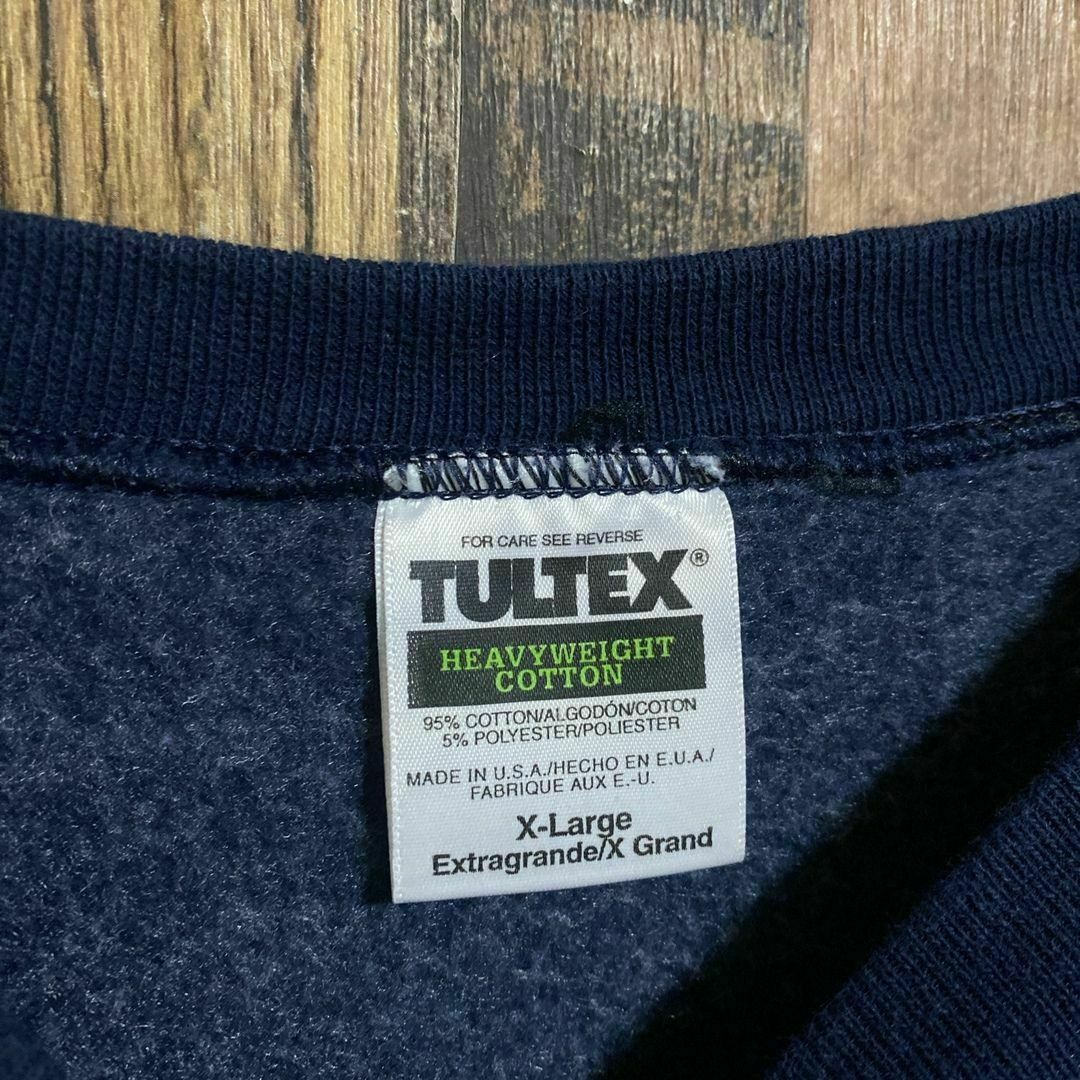 FOR CARE SEE REVERSE
TULTEX®
HEAVYWEIGHT
COTTON
95% COTTON/ALGODÓN/COTON
5% POLYESTER/POLIESTER
MADE IN U.S.A./HECHO EN E.U.A./
FABRIQUE AUX E.-U.
X-Large
Extragrande/X Grand